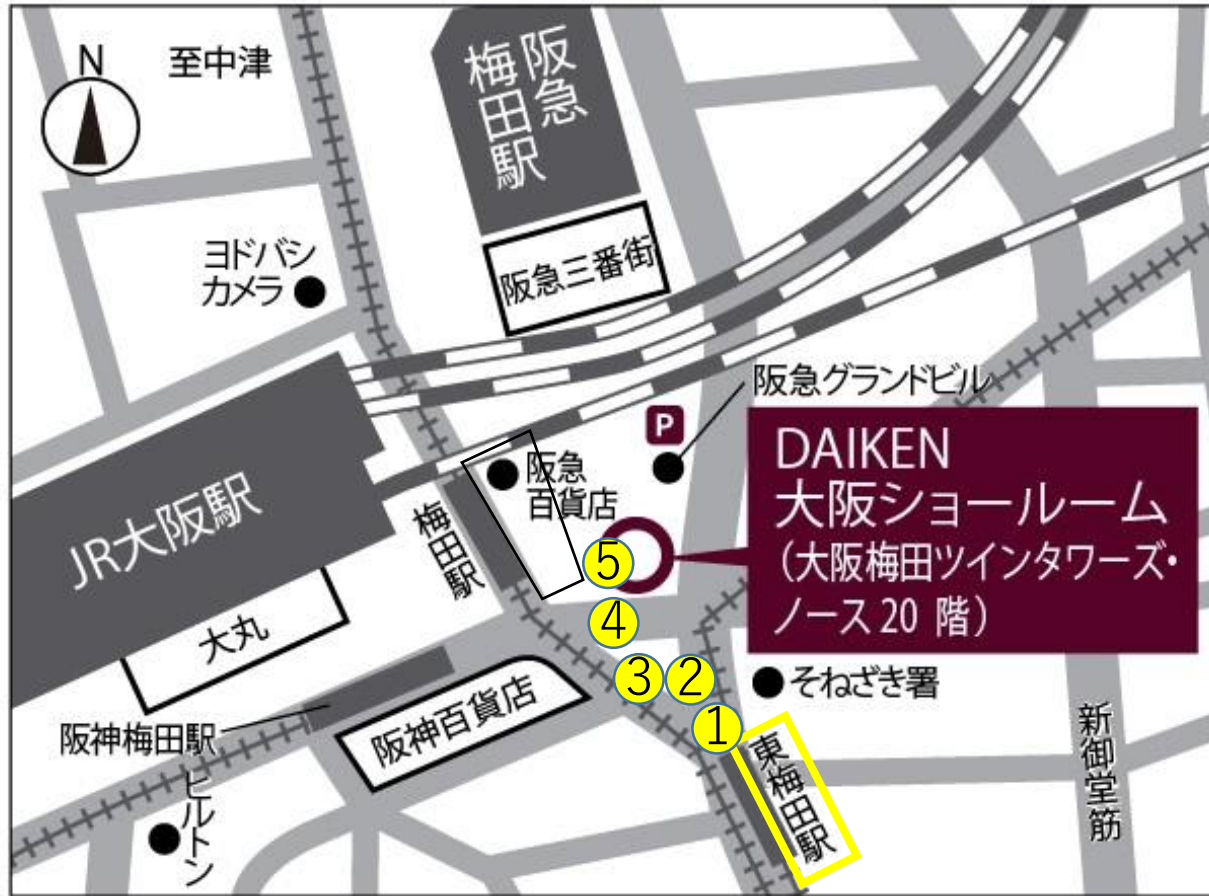 N
至中津
阪急
梅田駅
ヨドバシ
カメラ
阪急三番街
阪急グランドビル
P
DAIKEN
大阪ショールーム
（大阪梅田ツインタワーズ・
ノース20 階）
阪急
百貨店
JR大阪駅
梅田駅
5
4
3
2
1
大丸
そねざき署
阪神百貨店
阪神梅田駅
東梅田駅
新御堂筋
ヒルトン